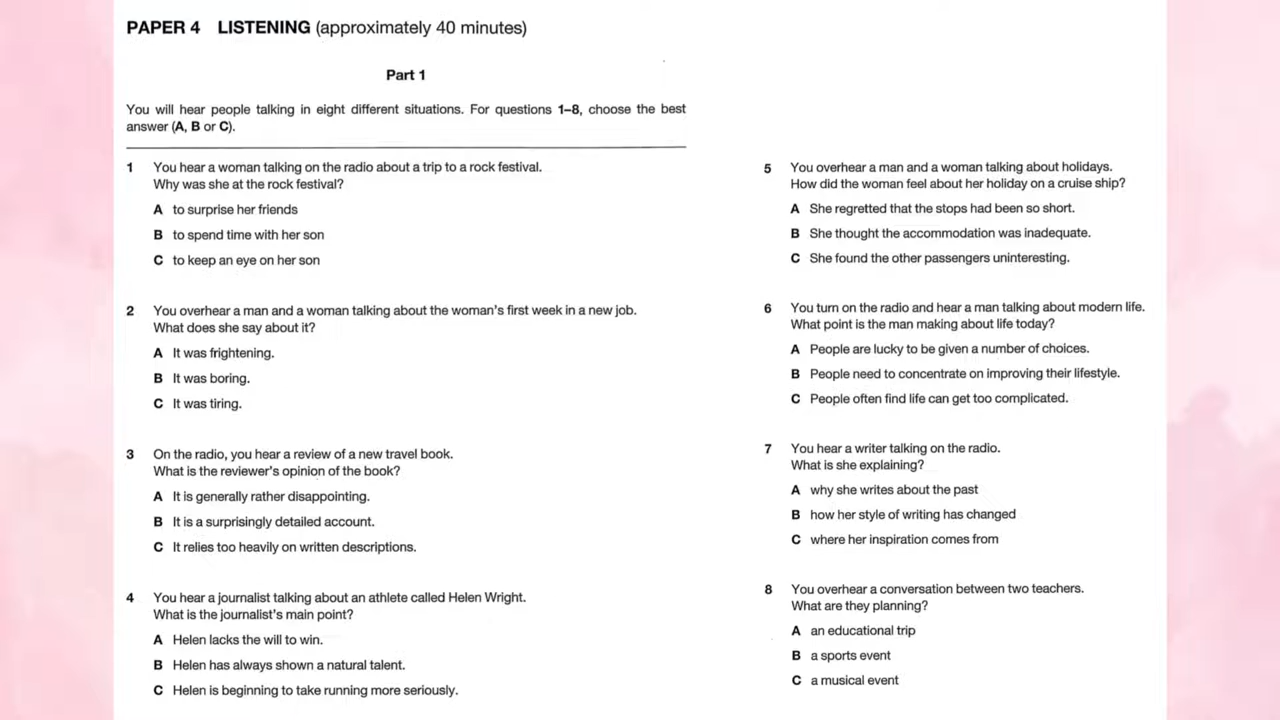 PAPER 4 LISTENING (approximately 40 minutes)
Part 1
You will hear people talking in eight different situations. For questions 1–8, choose the best
answer (A, B or C).
1 You hear a woman talking on the radio about a trip to a rock festival.
Why was she at the rock festival?
A to surprise her friends
B to spend time with her son
C to keep an eye on her son
2 You overhear a man and a woman talking about the woman's first week in a new job.
What does she say about it?
A It was frightening.
B It was boring.
C It was tiring.
3 On the radio, you hear a review of a new travel book.
What is the reviewer's opinion of the book?
A It is generally rather disappointing.
B It is a surprisingly detailed account.
C It relies too heavily on written descriptions.
4 You hear a journalist talking about an athlete called Helen Wright.
What is the journalist's main point?
A Helen lacks the will to win.
B Helen has always shown a natural talent.
C Helen is beginning to take running more seriously.
5 You overhear a man and a woman talking about holidays.
How did the woman feel about her holiday on a cruise ship?
A She regretted that the stops had been so short.
B She thought the accommodation was inadequate.
C She found the other passengers uninteresting.
6 You turn on the radio and hear a man talking about modern life.
What point is the man making about life today?
A People are lucky to be given a number of choices.
B People need to concentrate on improving their lifestyle.
C People often find life can get too complicated.
7 You hear a writer talking on the radio.
What is she explaining?
A why she writes about the past
B how her style of writing has changed
C where her inspiration comes from
8 You overhear a conversation between two teachers.
What are they planning?
A an educational trip
B a sports event
C a musical event